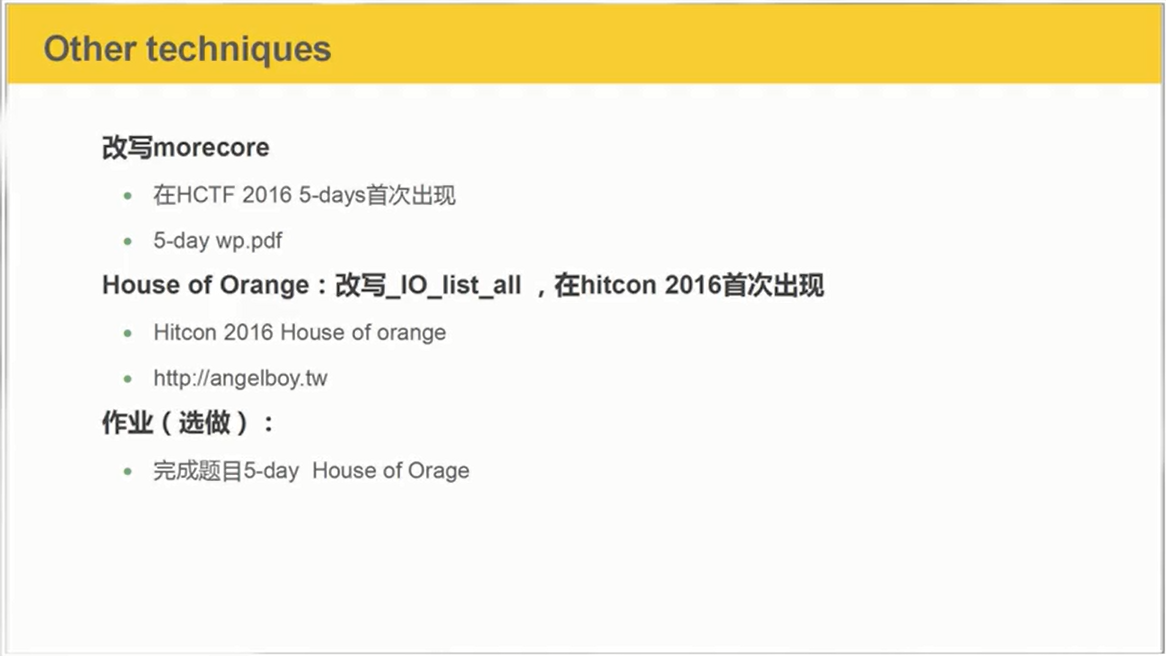 Other techniques
改写morecore
在HCTF 2016 5-days首次出现
5-day wp.pdf
House of Orange：改写_IO_list_all ，在hitcon 2016首次出现
Hitcon 2016 House of orange
http://angelboy.tw
作业（选做）：
完成题目5-day  House of Orage